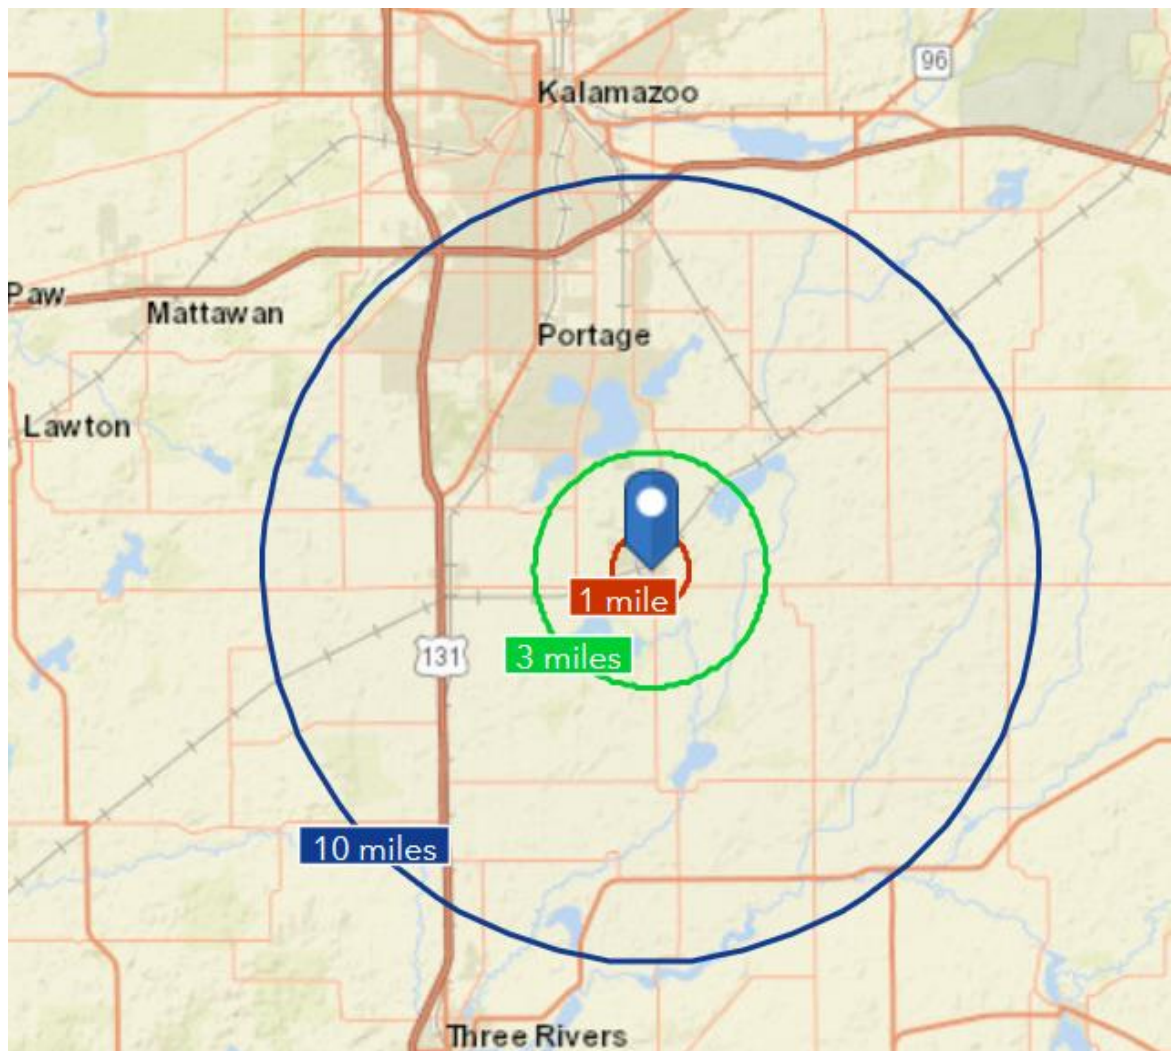 96
Kalamazoo
Paw
Mattawan
Portage
Lawton
1 mile
3 miles
131
10 miles
Three Rivers